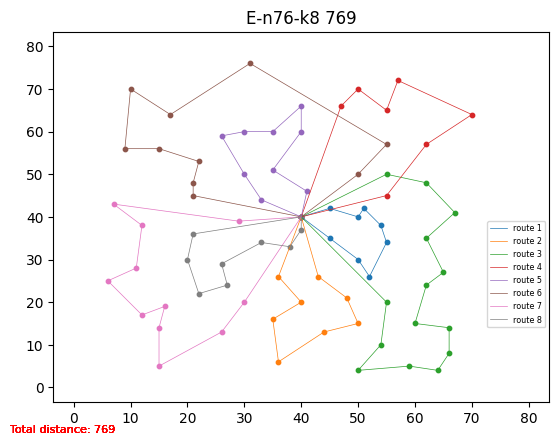 E-n76-k8 769
80
70
60
50
40
30
20
10
0
route 1
route 2
route 3
route 4
route 5
route 6
route 7
route 8
0 10 20 30 40 50 60 70 80
Total distance: 769